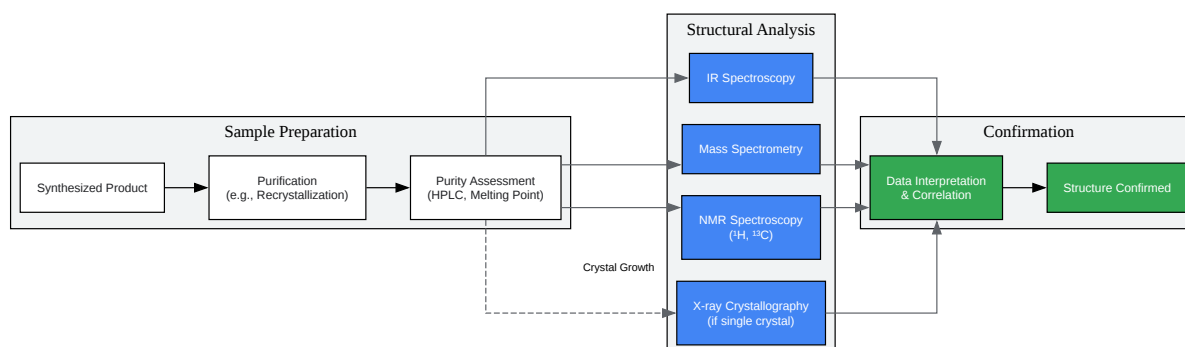 Structural Analysis
IR Spectroscopy
Sample Preparation
Confirmation
Synthesized Product
Purification
(e.g., Recrystallization)
Purity Assessment
(HPLC, Melting Point)
Mass Spectrometry
Data Interpretation
& Correlation
Structure Confirmed
NMR Spectroscopy
(¹H, ¹³C)
Crystal Growth
X-ray Crystallography
(if single crystal)